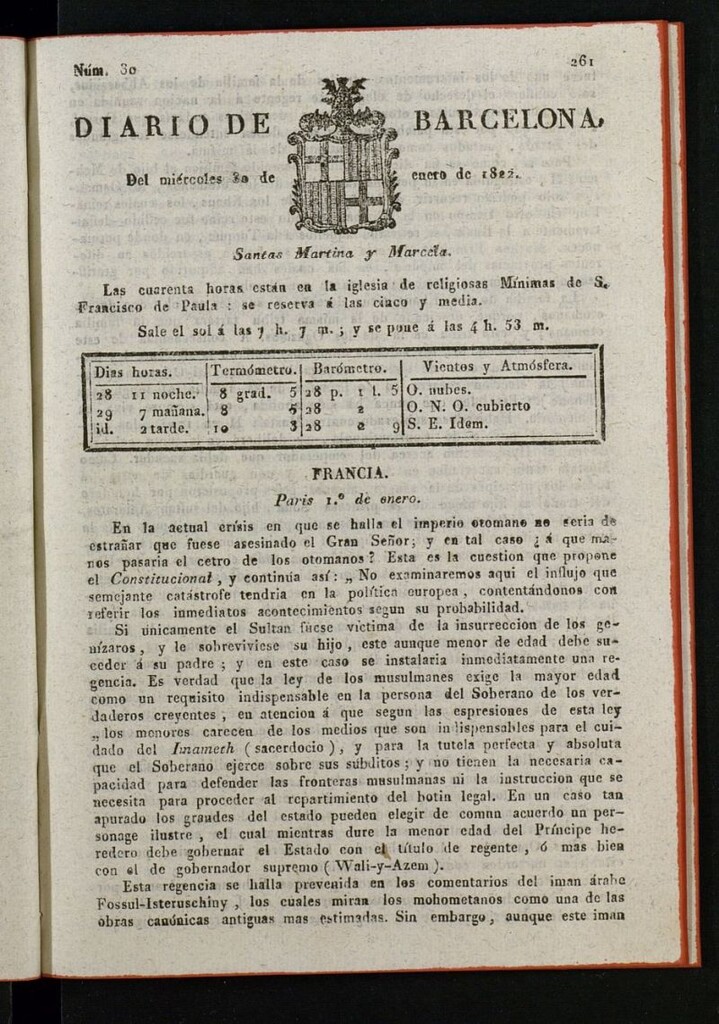 Núm. 30 261
DIARIO DE BARCELONA,
Del miércoles 30 de enero de 1822.
Santas Martina y Marcela.
Las cuarenta horas están en la iglesia de religiosas Mínimas de S.
Francisco de Paula : se reserva á las cinco y media.
Sale el sol á las 7 h. 7 m. ; y se pone á las 4 h. 53 m.
Dias horas. Termómetro. Barómetro. Vientos y Atmósfera.
28 11 noche. 8 grad. 5 28 p. 1 l. 5 O. nubes.
29 7 mañana. 8 5 28 2 O. N. O. cubierto
id. 2 tarde. 10 3 28 0 9 S. E. Idem.
FRANCIA.
Paris 1.º de enero.
En la actual crisis en que se halla el imperio otomano no seria de
estrañar que fuese asesinado el Gran Señor; y en tal caso ¿ á que ma-
nos pasaría el cetro de los otomanos ? Esta es la cuestion que propone
el Constitucional , y continúa así : „ No examinaremos aqui el influjo que
semejante catástrofe tendria en la política europea , contentándonos con
referir los inmediatos acontecimientos segun su probabilidad.
Si únicamente el Sultan fuese víctima de la insurreccion de los ge-
nízaros , y le sobreviviese su hijo , este aunque menor de edad debe su-
ceder á su padre ; y en este caso se instalaria inmediatamente una re-
gencia. Es verdad que la ley de los musulmanes exige la mayor edad
como un requisito indispensable en la persona del Soberano de los ver-
daderos creyentes , en atencion á que segun las espresiones de esta ley
„ los menores carecen de los medios que son indispensables para el cui-
dado del Imameth ( sacerdocio ) , y para la tutela perfecta y absoluta
que el Soberano ejerce sobre sus súbditos ; y no tienen la necesaria ca-
pacidad para defender las fronteras musulmanas ni la instruccion que se
necesita para proceder al repartimiento del botin legal. En un caso tan
apurado los grandes del estado pueden elegir de comun acuerdo un per-
sonage ilustre , el cual mientras dure la menor edad del Príncipe he-
redero debe gobernar el Estado con el título de regente , ó mas bien
con el de gobernador supremo ( Wali-y-Azem ).
Esta regencia se halla prevenida en los comentarios del iman árabe
Fossul-Isteruschiny , los cuales miran los mohometanos como una de las
obras canónicas antiguas mas estimadas. Sin embargo , aunque este iman